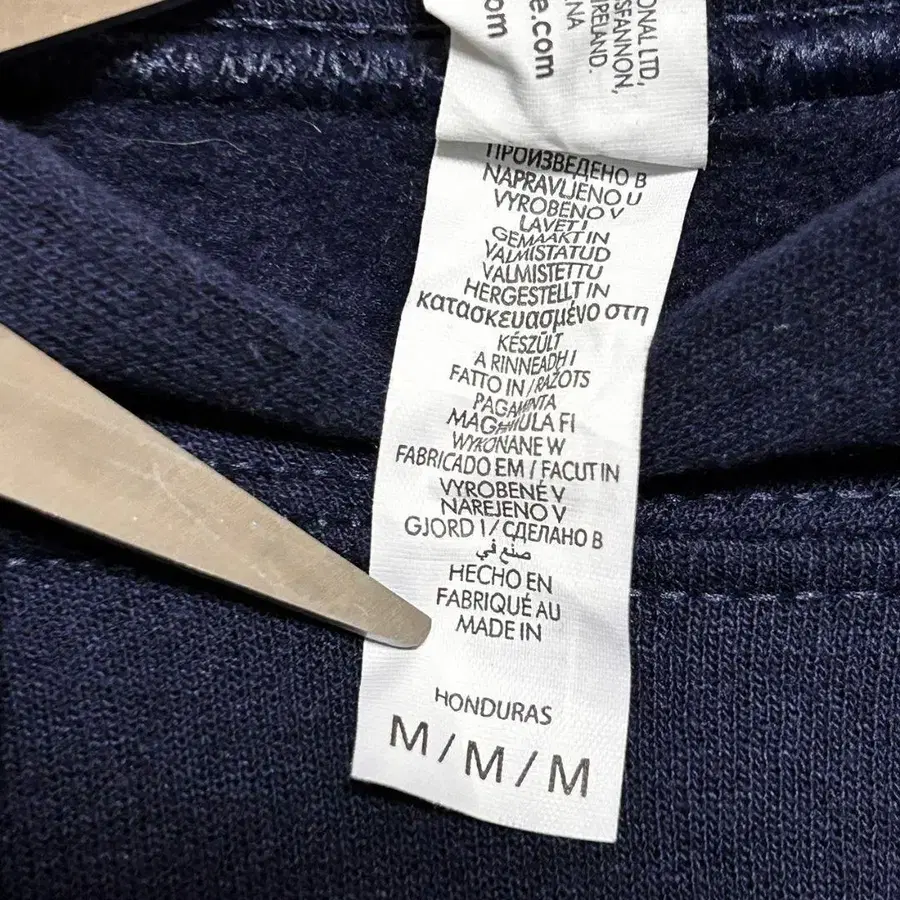 ONAL LTD,
SFANNON,
IRELAND.
NA
e.com
om
ПРОИЗВЕДЕНО В
NAPRAVLJENO U
VYROBENO V
LAVET I
GEMAAKT IN
VALMISTATUD
VALMISTETTU
HERGESTELLT IN
κατασκευασμένο στη
KÉSZÜLT
A RINNEADH I
FATTO IN / RAŽOTS
PAGAMINTA
MAGHMULA FI
WYKONANE W
FABRICADO EM / FACUT IN
VYROBENÉ V
NAREJENO V
GJORD I / СДЕЛАНО В
صنع في
HECHO EN
FABRIQUÉ AU
MADE IN
HONDURAS
M / M / M